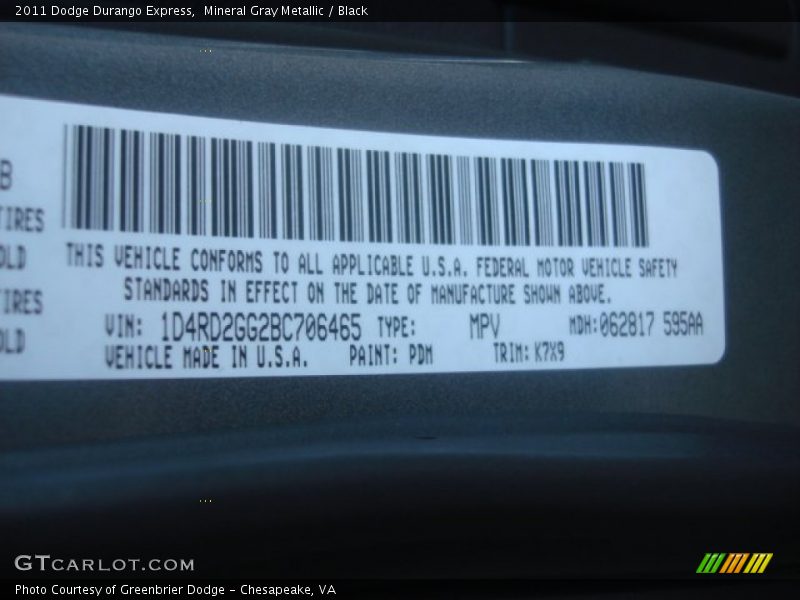 2011 Dodge Durango Express, Mineral Gray Metallic / Black
B
TIRES
OLD
TIRES
OLD
THIS VEHICLE CONFORMS TO ALL APPLICABLE U.S.A. FEDERAL MOTOR VEHICLE SAFETY
STANDARDS IN EFFECT ON THE DATE OF MANUFACTURE SHOWN ABOVE.
VIN: 1D4RD2GG2BC706465 TYPE: MPV MDH:062817 595AA
VEHICLE MADE IN U.S.A. PAINT: PDM TRIM: K7X9
GTCARLOT.COM
Photo Courtesy of Greenbrier Dodge - Chesapeake, VA